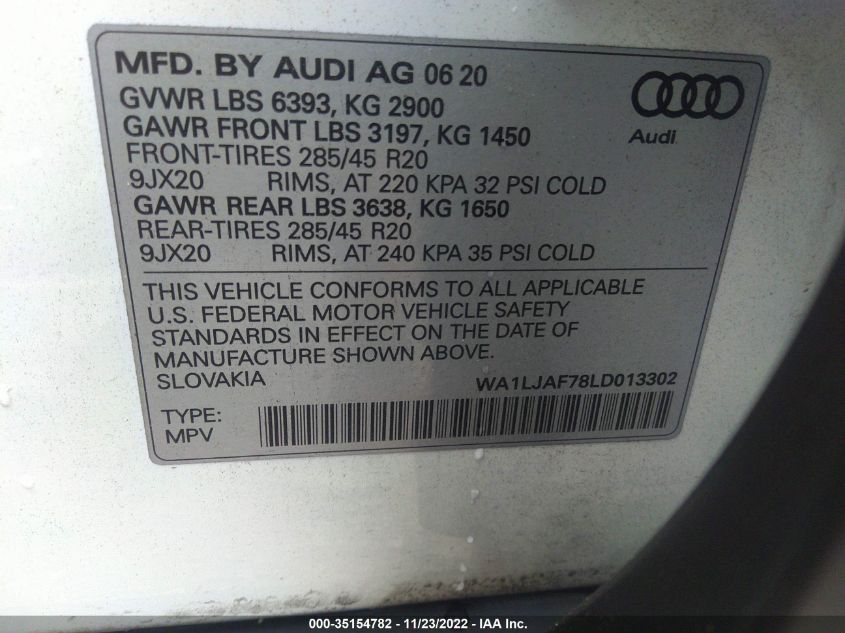 MFD. BY AUDI AG 06 20
GVWR LBS 6393, KG 2900
GAWR FRONT LBS 3197, KG 1450
FRONT-TIRES 285/45 R20
9JX20 RIMS, AT 220 KPA 32 PSI COLD
GAWR REAR LBS 3638, KG 1650
REAR-TIRES 285/45 R20
9JX20 RIMS, AT 240 KPA 35 PSI COLD
Audi
THIS VEHICLE CONFORMS TO ALL APPLICABLE
U.S. FEDERAL MOTOR VEHICLE SAFETY
STANDARDS IN EFFECT ON THE DATE OF
MANUFACTURE SHOWN ABOVE.
SLOVAKIA WA1LJAF78LD013302
TYPE:
MPV
000-35154782 - 11/23/2022 - IAA Inc.